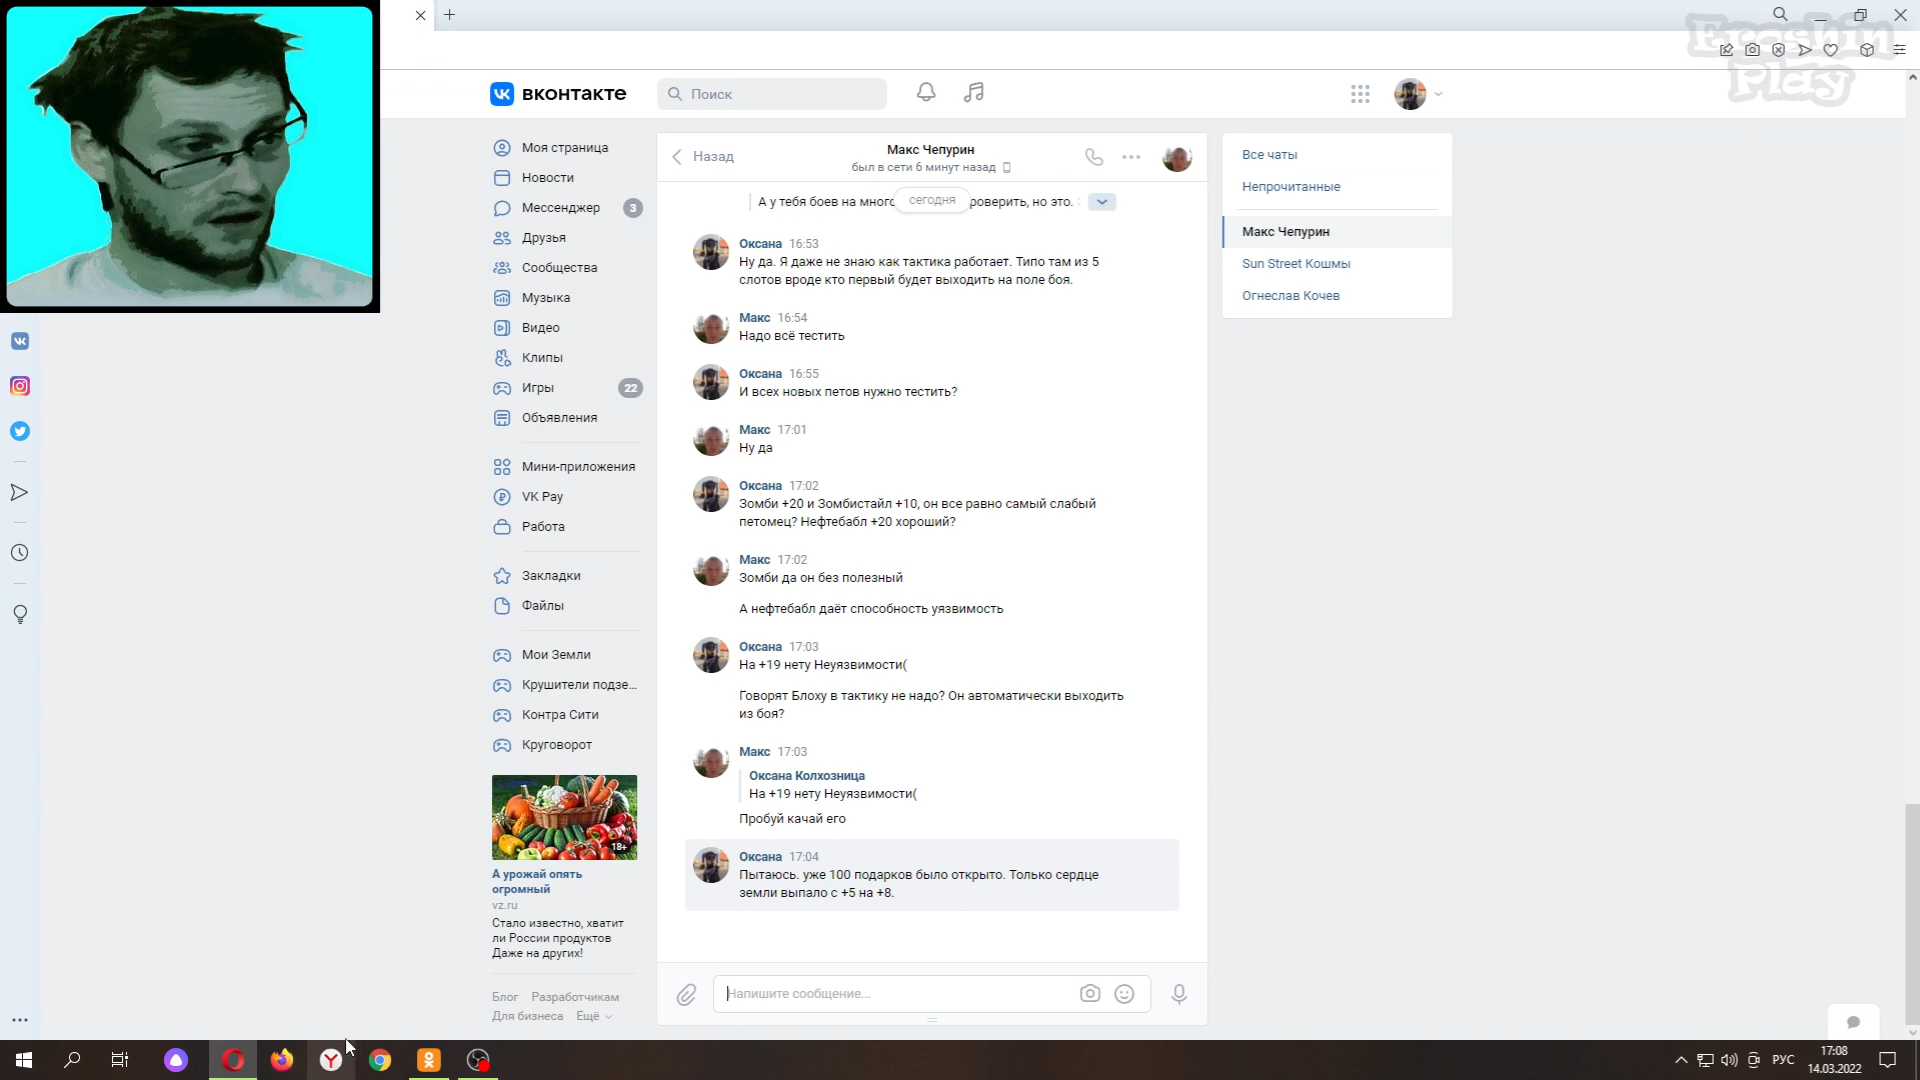 Eroshin
Play
вконтакте
Поиск
Моя страница
Новости
Мессенджер 3
Друзья
Сообщества
Музыка
Видео
Клипы
Игры 22
Объявления
Мини-приложения
VK Pay
Работа
Закладки
Файлы
Мои Земли
Крушители подзе...
Контра Сити
Круговорот
18+
А урожай опять
огромный
vz.ru
Стало известно, хватит
ли России продуктов
Даже на других!
Блог Разработчикам
Для бизнеса Ещё
Назад
Макс Чепурин
был в сети 6 минут назад
А у тебя боев на много
сегодня
роверить, но это.
Оксана 16:53
Ну да. Я даже не знаю как тактика работает. Типо там из 5
слотов вроде кто первый будет выходить на поле боя.
Макс 16:54
Надо всё тестить
Оксана 16:55
И всех новых петов нужно тестить?
Макс 17:01
Ну да
Оксана 17:02
Зомби +20 и Зомбистайл +10, он все равно самый слабый
петомец? Нефтебабл +20 хороший?
Макс 17:02
Зомби да он без полезный
А нефтебабл даёт способность уязвимость
Оксана 17:03
На +19 нету Неуязвимости(
Говорят Блоху в тактику не надо? Он автоматически выходить
из боя?
Макс 17:03
Оксана Колхозница
На +19 нету Неуязвимости(
Пробуй качай его
Оксана 17:04
Пытаюсь. уже 100 подарков было открыто. Только сердце
земли выпало с +5 на +8.
Напишите сообщение...
Все чаты
Непрочитанные
Макс Чепурин
Sun Street Кошмы
Огнеслав Кочев
РУС
17:08
14.03.2022